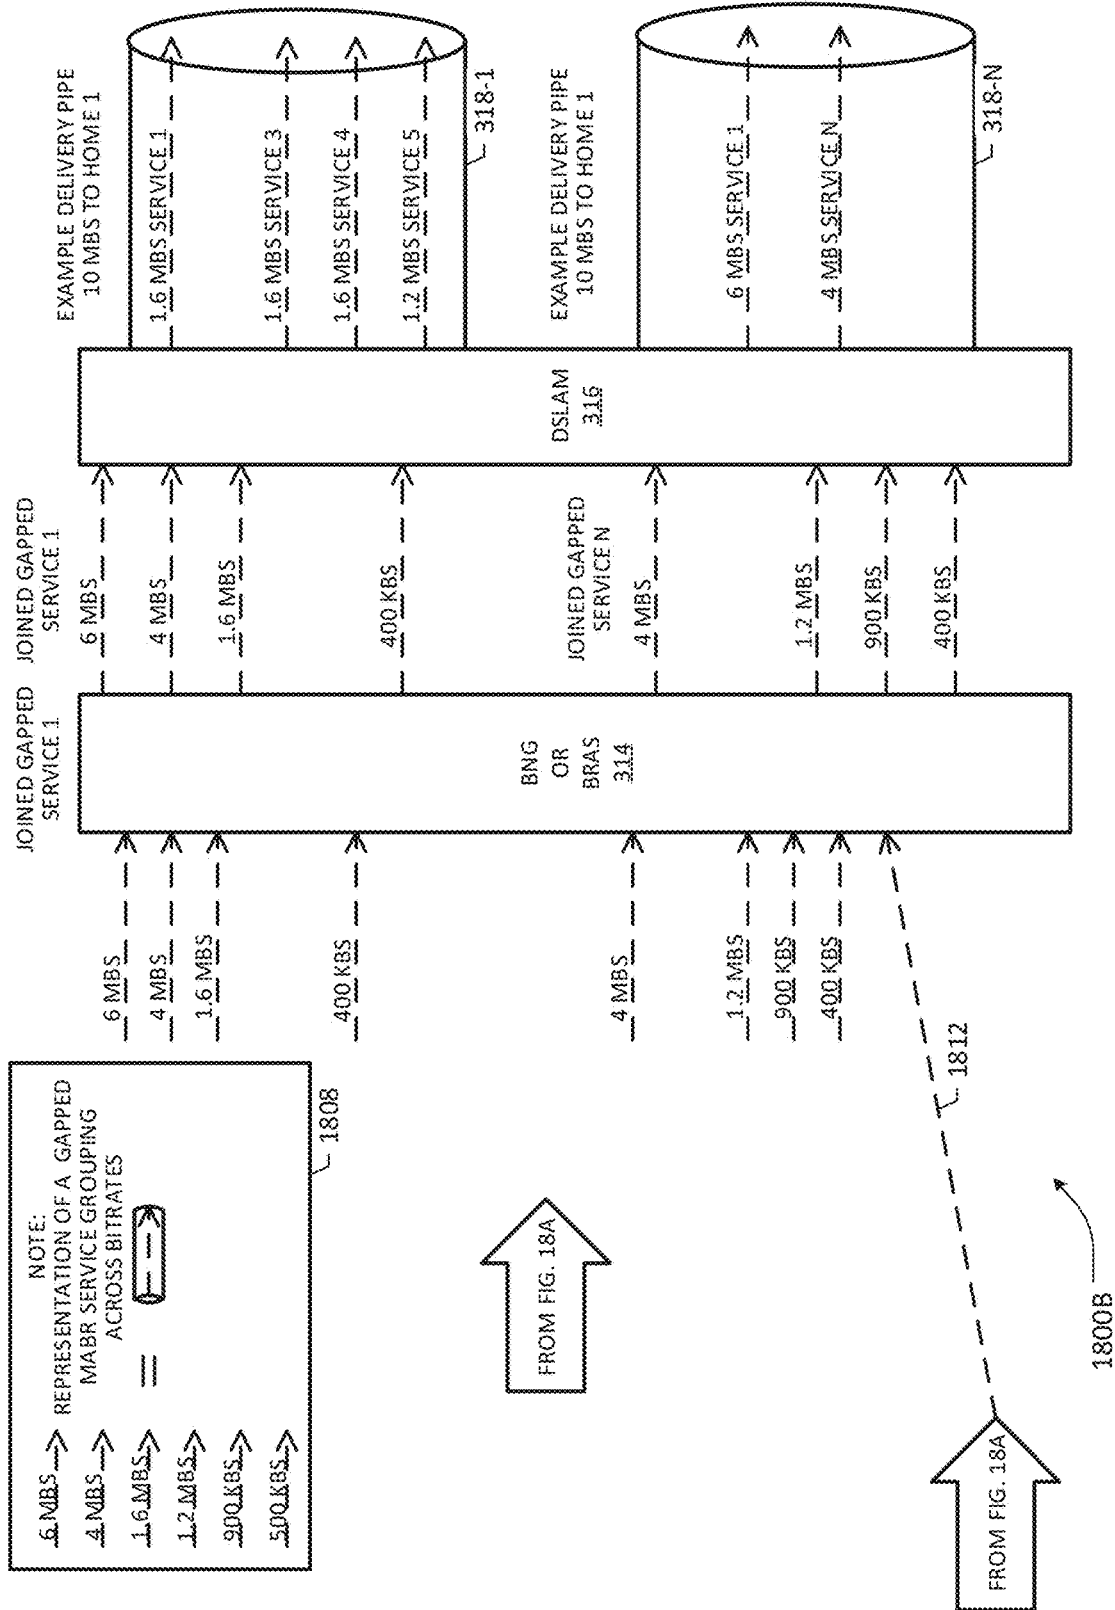 NOTE:
REPRESENTATION OF A GAPPED
MABR SERVICE GROUPING
ACROSS BITRATES
6 MBS
4 MBS
1.6 MBS
1.2 MBS
900 KBS
500 KBS
=
1808
FROM FIG. 18A
FROM FIG. 18A
1812
1800B
6 MBS
4 MBS
1.6 MBS
400 KBS
4 MBS
1.2 MBS
900 KBS
400 KBS
JOINED GAPPED
SERVICE 1
BNG
OR
BRAS
314
JOINED GAPPED
SERVICE 1
6 MBS
4 MBS
1.6 MBS
400 KBS
JOINED GAPPED
SERVICE N
4 MBS
1.2 MBS
900 KBS
400 KBS
DSLAM
316
EXAMPLE DELIVERY PIPE
10 MBS TO HOME 1
1.6 MBS SERVICE 1
1.6 MBS SERVICE 3
1.6 MBS SERVICE 4
1.2 MBS SERVICE 5
318-1
EXAMPLE DELIVERY PIPE
10 MBS TO HOME 1
6 MBS SERVICE 1
4 MBS SERVICE N
318-N